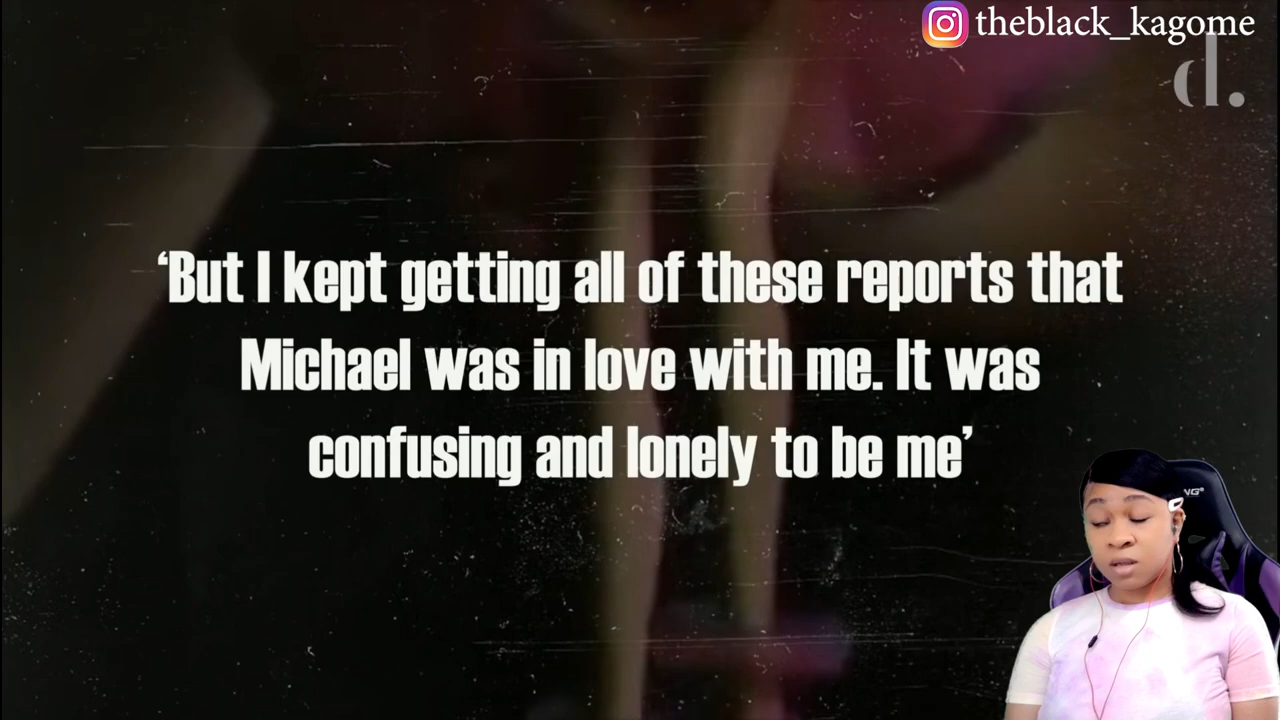 theblack_kagome
d.
‘But I kept getting all of these reports that
Michael was in love with me. It was
confusing and lonely to be me’
NG®